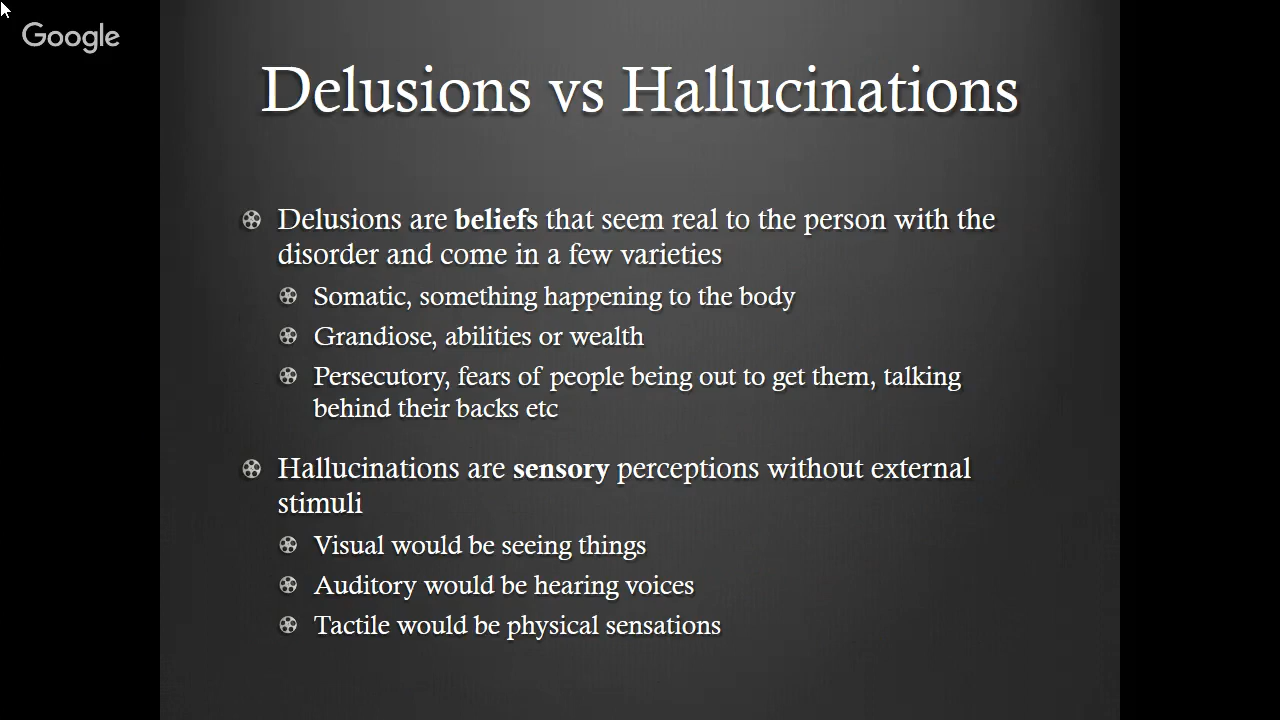 Google
Delusions vs Hallucinations
Delusions are beliefs that seem real to the person with the
disorder and come in a few varieties
Somatic, something happening to the body
Grandiose, abilities or wealth
Persecutory, fears of people being out to get them, talking
behind their backs etc
Hallucinations are sensory perceptions without external
stimuli
Visual would be seeing things
Auditory would be hearing voices
Tactile would be physical sensations